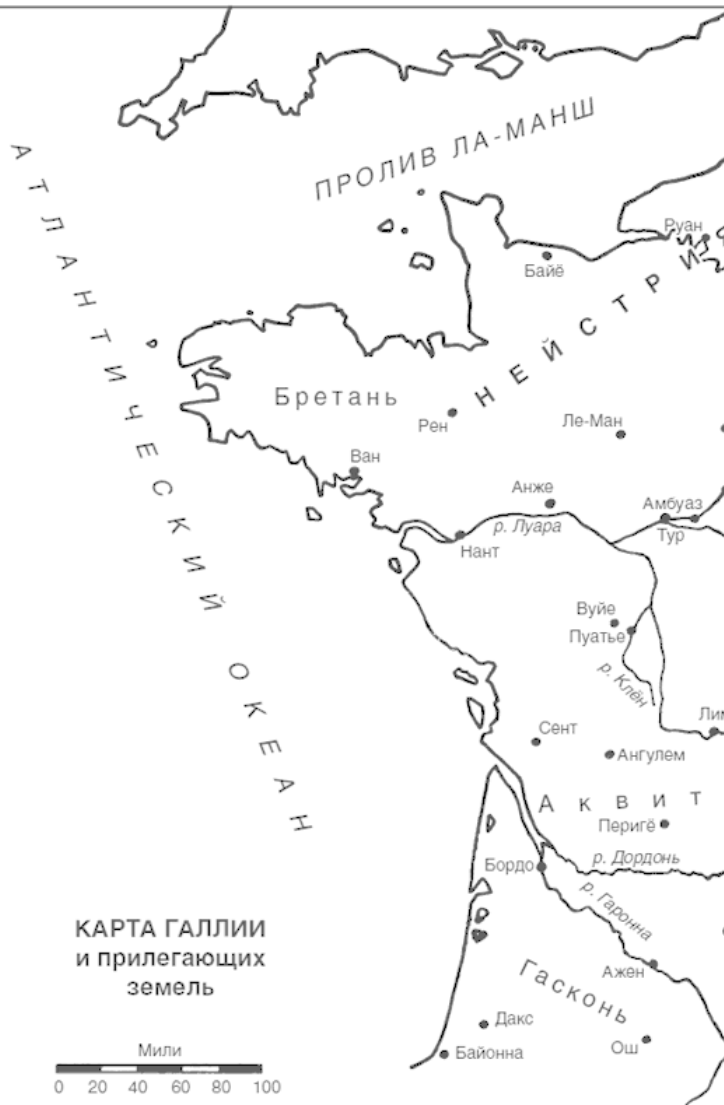 ПРОЛИВ ЛА-МАНШ
АТЛАНТИЧЕСКИЙ ОКЕАН
Руан
Байё
НЕЙСТРИ
Бретань
Рен
Ле-Ман
Ван
Анже
Амбуаз
р. Луара
Тур
Нант
Вуйе
Пуатье
р. Клён
Лим
Сент
Ангулем
Аквит
Перигё
р. Дордонь
Бордо
р. Гаронна
Ажен
Гасконь
Дакс
Ош
Байонна
КАРТА ГАЛЛИИ
и прилегающих
земель
Мили
0 20 40 60 80 100